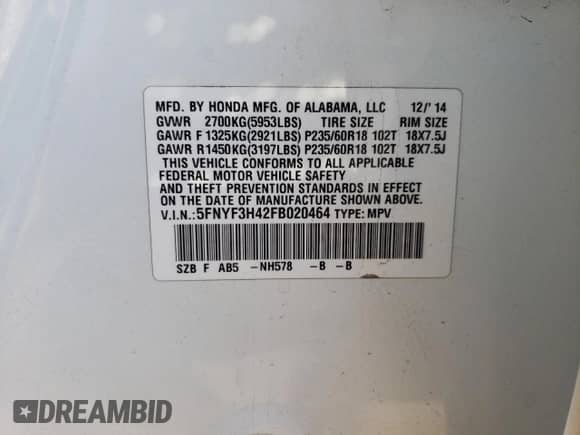 MFD. BY HONDA MFG. OF ALABAMA, LLC 12/'14
GVWR 2700KG(5953LBS) TIRE SIZE RIM SIZE
GAWR F 1325KG(2921LBS) P235/60R18 102T 18X7.5J
GAWR R1450KG(3197LBS) P235/60R18 102T 18X7.5J
THIS VEHICLE CONFORMS TO ALL APPLICABLE
FEDERAL MOTOR VEHICLE SAFETY
AND THEFT PREVENTION STANDARDS IN EFFECT
ON THE DATE OF MANUFACTURE SHOWN ABOVE.
V.I.N.:5FNYF3H42FB020464 TYPE: MPV
SZB F AB5 -NH578 -B -B
DREAMBID